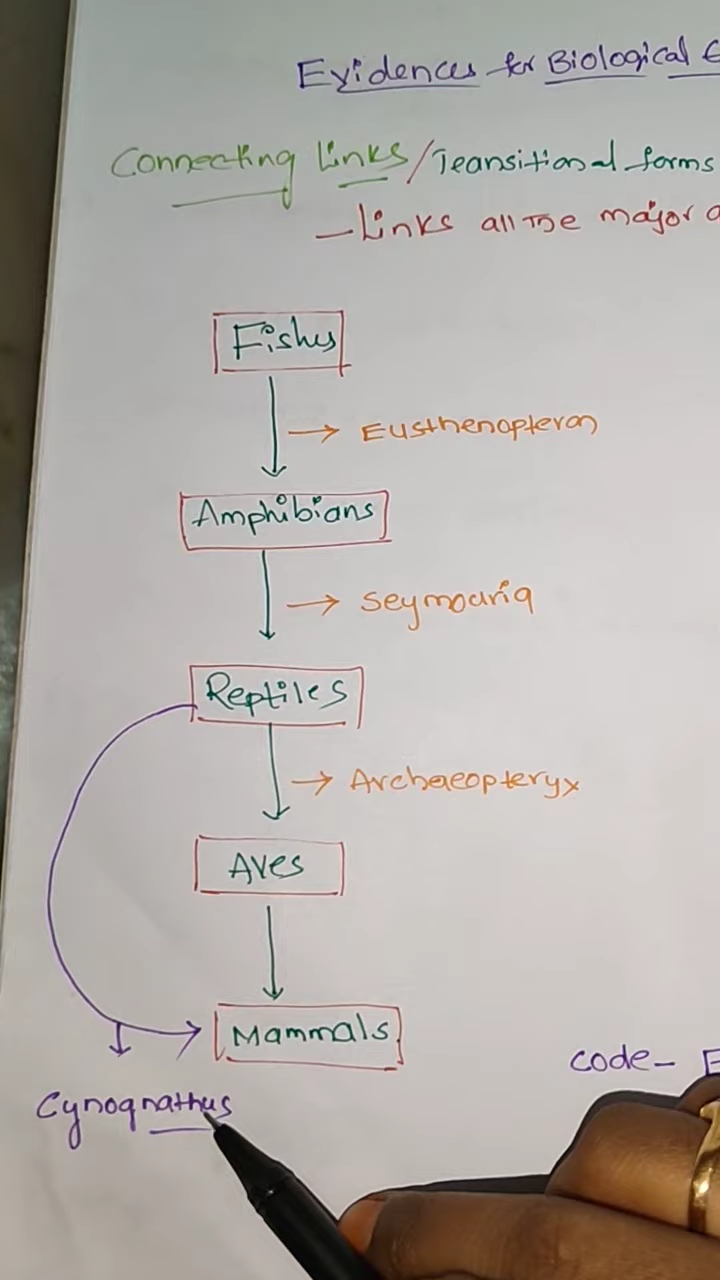 Evidences for Biological
Connecting links/Transitional forms
—Links all the major
Fishes
→ Eusthenopteron
Amphibians
→ Seymouria
Reptiles
→ Archaeopteryx
Aves
Mammals
code – E
Cynognathus